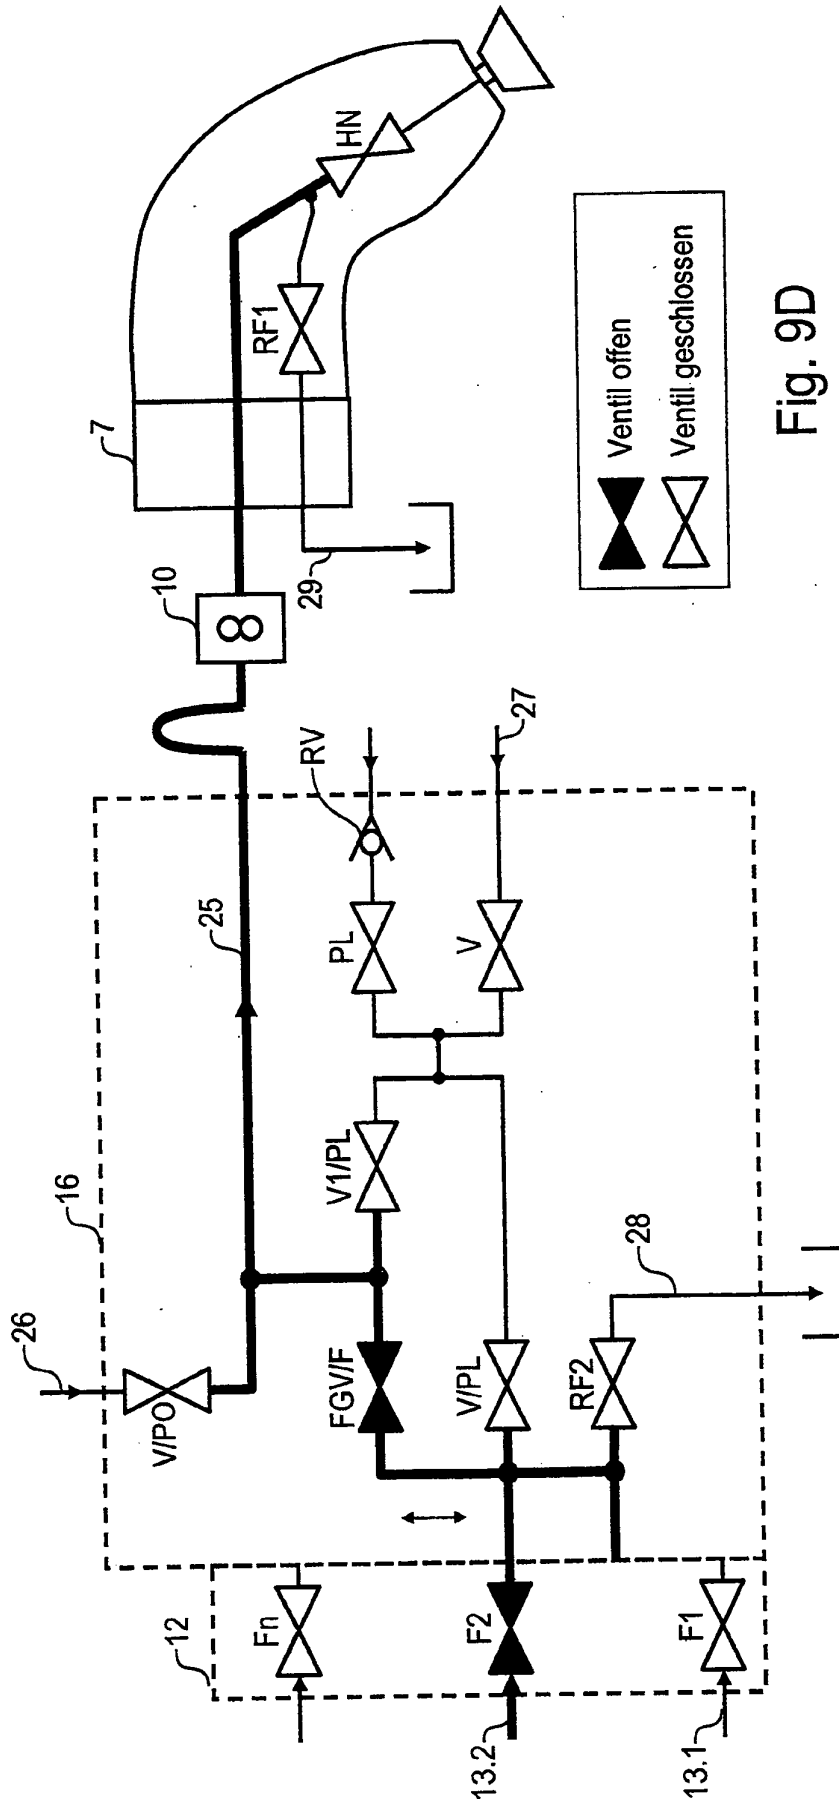 26
16
25
10
7
V/PO
HN
RF1
29
12
Fn
FGV/F
V1/PL
PL
RV
13.2
F2
V/PL
V
27
13.1
F1
RF2
28
Ventil offen
Ventil geschlossen
Fig. 9D